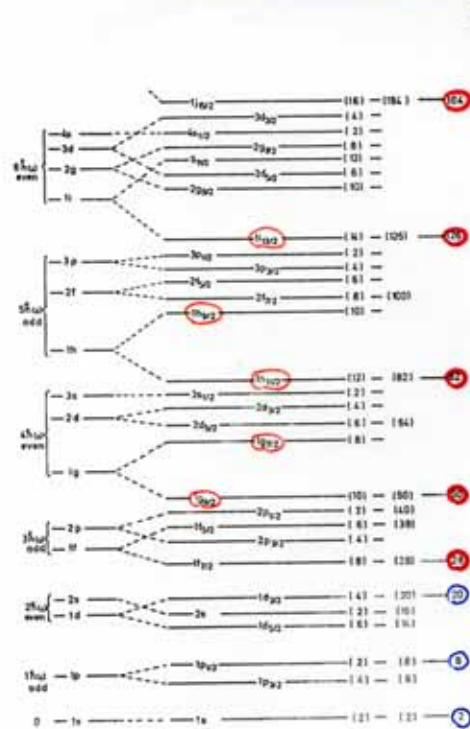 1j15/2 (16) — (184)
3d3/2 (4)
4s 4s1/2 (2)
6ħω even 3d 2g7/2 (8)
2g (12)
3d5/2 (6)
1i 2g9/2 (10)
1i13/2 (14) — (126) 126
3p 3p1/2 (2)
3p3/2 (4)
5ħω odd 2f 2f5/2 (6)
2f7/2 (8) — (100)
1h9/2 (10)
1h
1h11/2 (12) — (82) 82
3s 3s1/2 (2)
4ħω even 2d 2d3/2 (4)
2d5/2 (6) — (64)
1g7/2 (8)
1g
1g9/2 (10) — (50) 50
2p1/2 (2) (40)
3ħω odd 2p 1f5/2 (6) — (38)
1f 2p3/2 (4)
1f7/2 (8) — (28) 28
2s 1d3/2 (4) — (20) 20
2ħω even 1d 2s (2) — (16)
1d5/2 (6) — (14)
1p1/2 (2) — (8) 8
1ħω odd 1p
1p3/2 (4) — (6)
0 1s 1s (2) — (2) 2